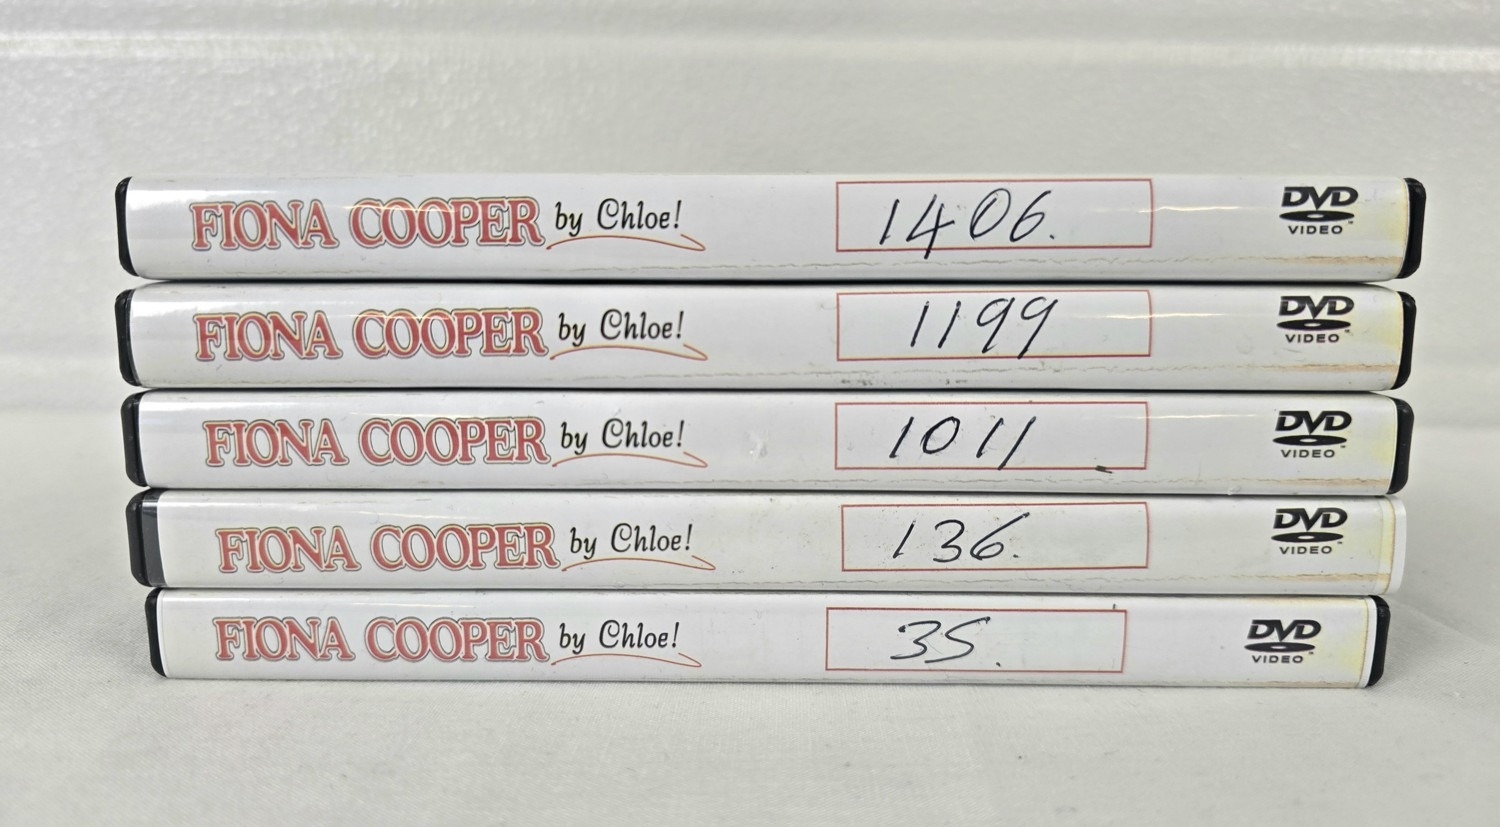 FIONA COOPER by Chloe! 1406. DVD VIDEO
FIONA COOPER by Chloe! 1199 DVD VIDEO
FIONA COOPER by Chloe! 1011 DVD VIDEO
FIONA COOPER by Chloe! 136. DVD VIDEO
FIONA COOPER by Chloe! 35. DVD VIDEO